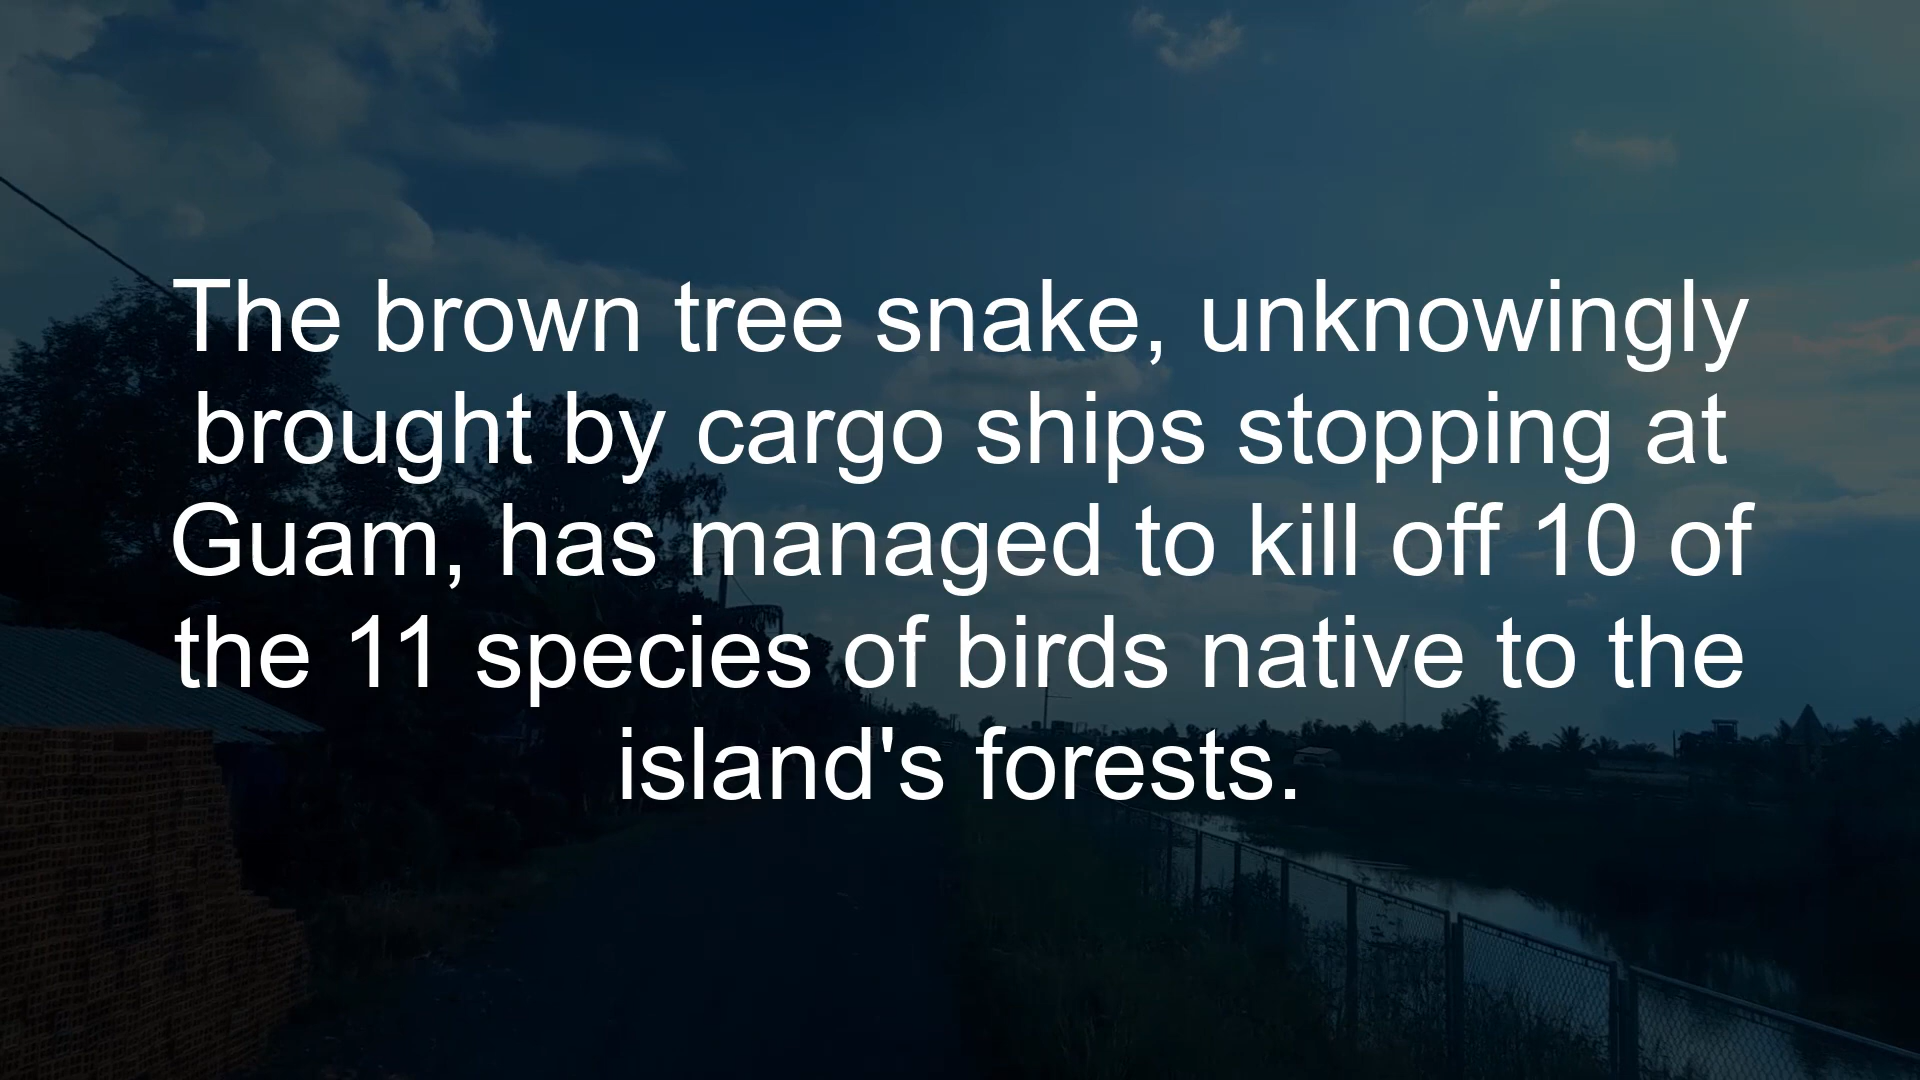 The brown tree snake, unknowingly
brought by cargo ships stopping at
Guam, has managed to kill off 10 of
the 11 species of birds native to the
island's forests.